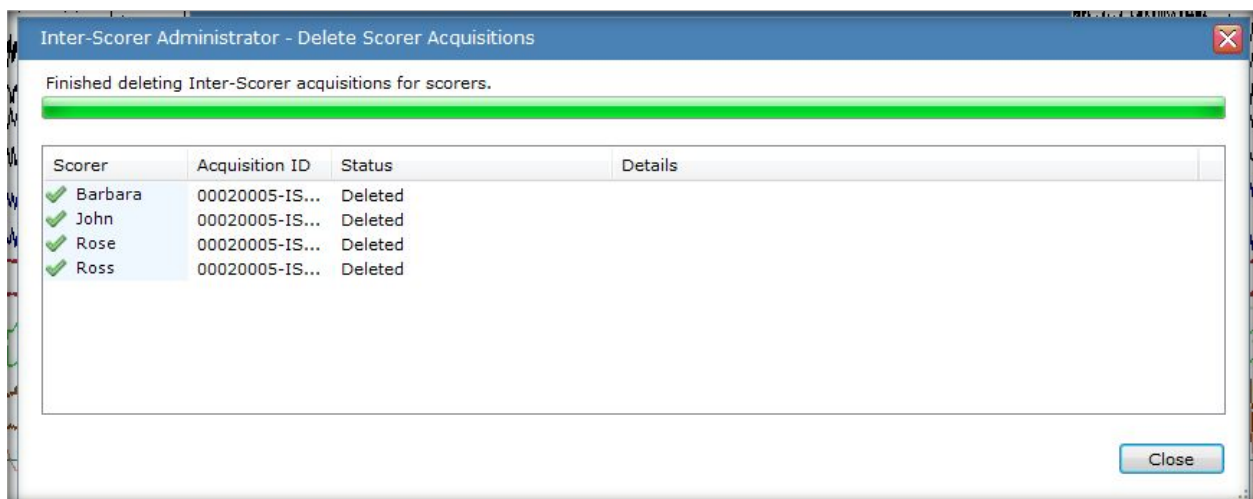 Inter-Scorer Administrator - Delete Scorer Acquisitions
Finished deleting Inter-Scorer acquisitions for scorers.
Scorer Acquisition ID Status Details
Barbara 00020005-IS... Deleted
John 00020005-IS... Deleted
Rose 00020005-IS... Deleted
Ross 00020005-IS... Deleted
Close